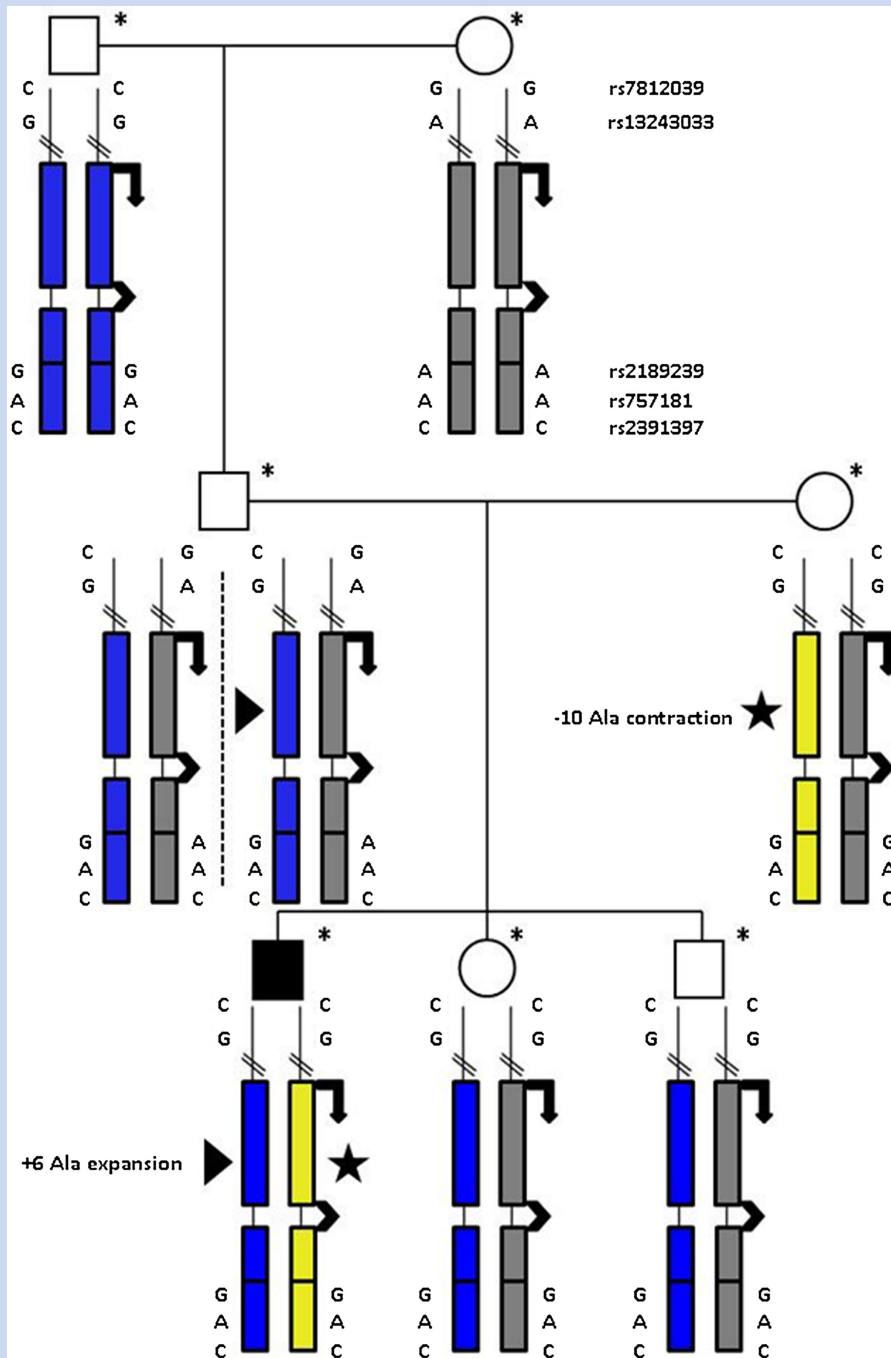 * *
C C G G rs7812039
G G A A rs13243033
G G A A rs2189239
A A A A rs757181
C C C C rs2391397
* *
C G C G C C
G A G A G G
-10 Ala contraction
G A G A G G
A A A A A A
C C C C C C
* * *
C C C C C C
G G G G G G
+6 Ala expansion
G G G G G G
A A A A A A
C C C C C C